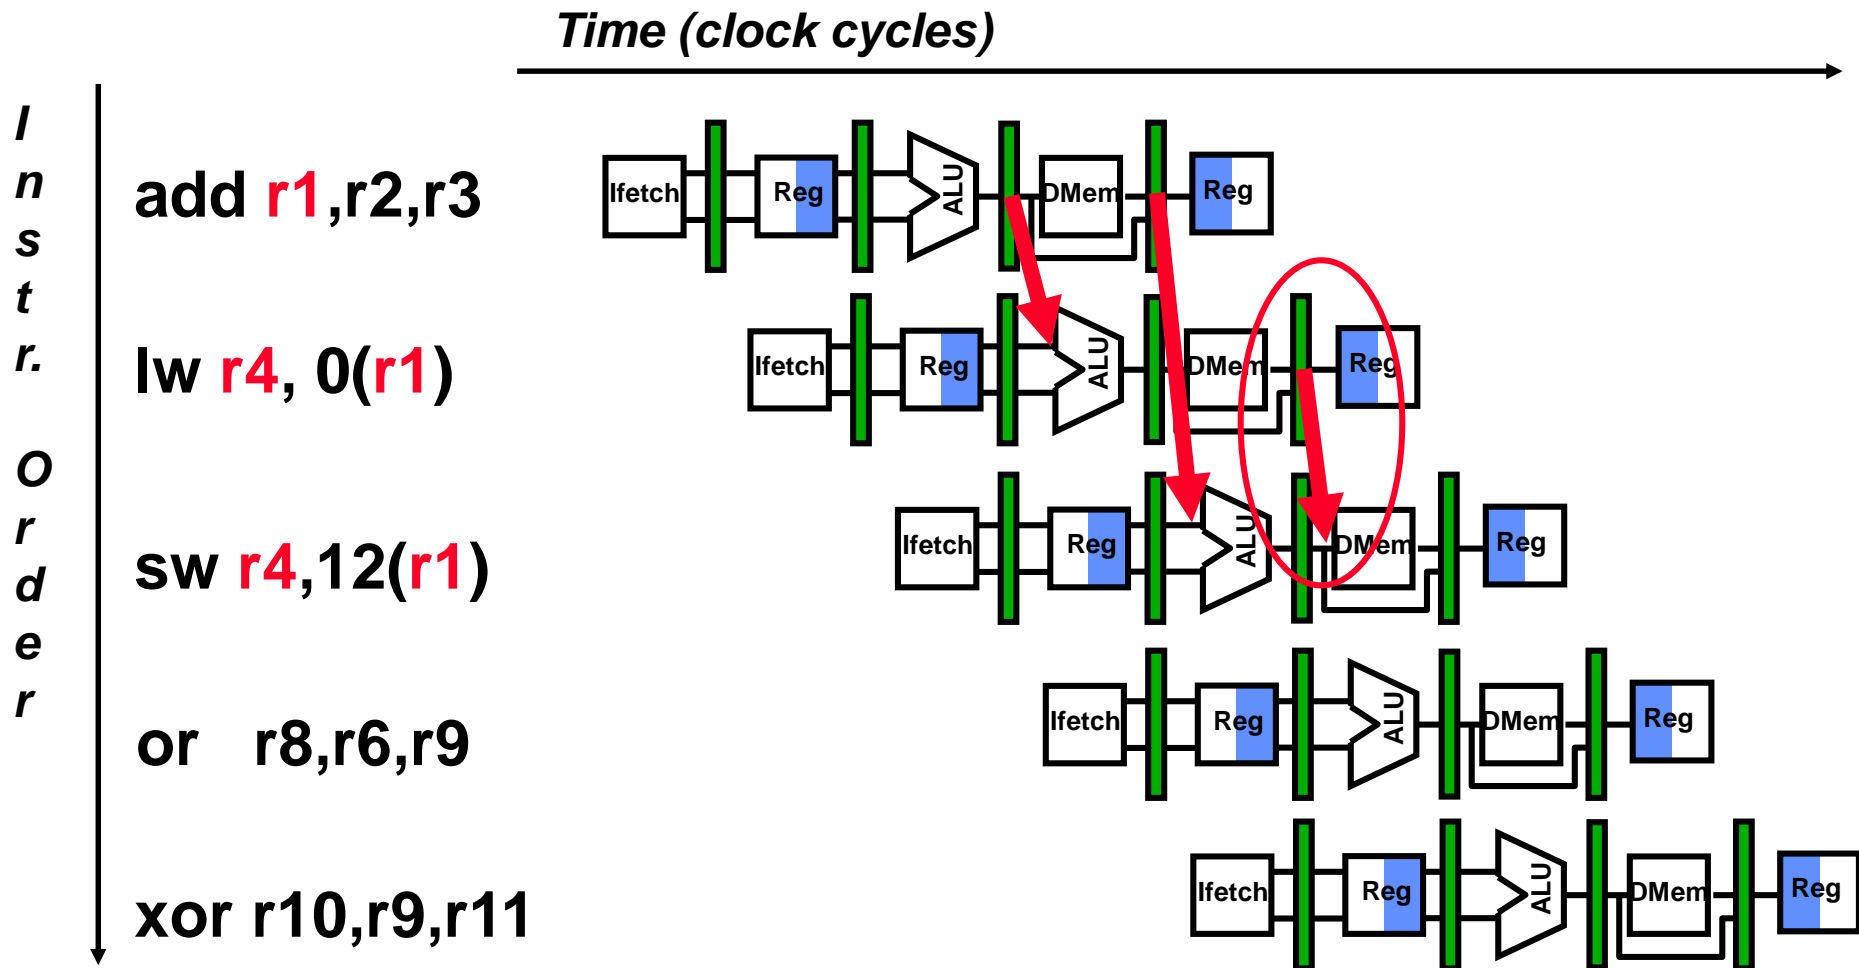 Time (clock cycles)
Instr. Order
add r1,r2,r3
Ifetch Reg ALU DMem Reg
lw r4, 0(r1)
Ifetch Reg ALU DMem Reg
sw r4,12(r1)
Ifetch Reg ALU DMem Reg
or r8,r6,r9
Ifetch Reg ALU DMem Reg
xor r10,r9,r11
Ifetch Reg ALU DMem Reg